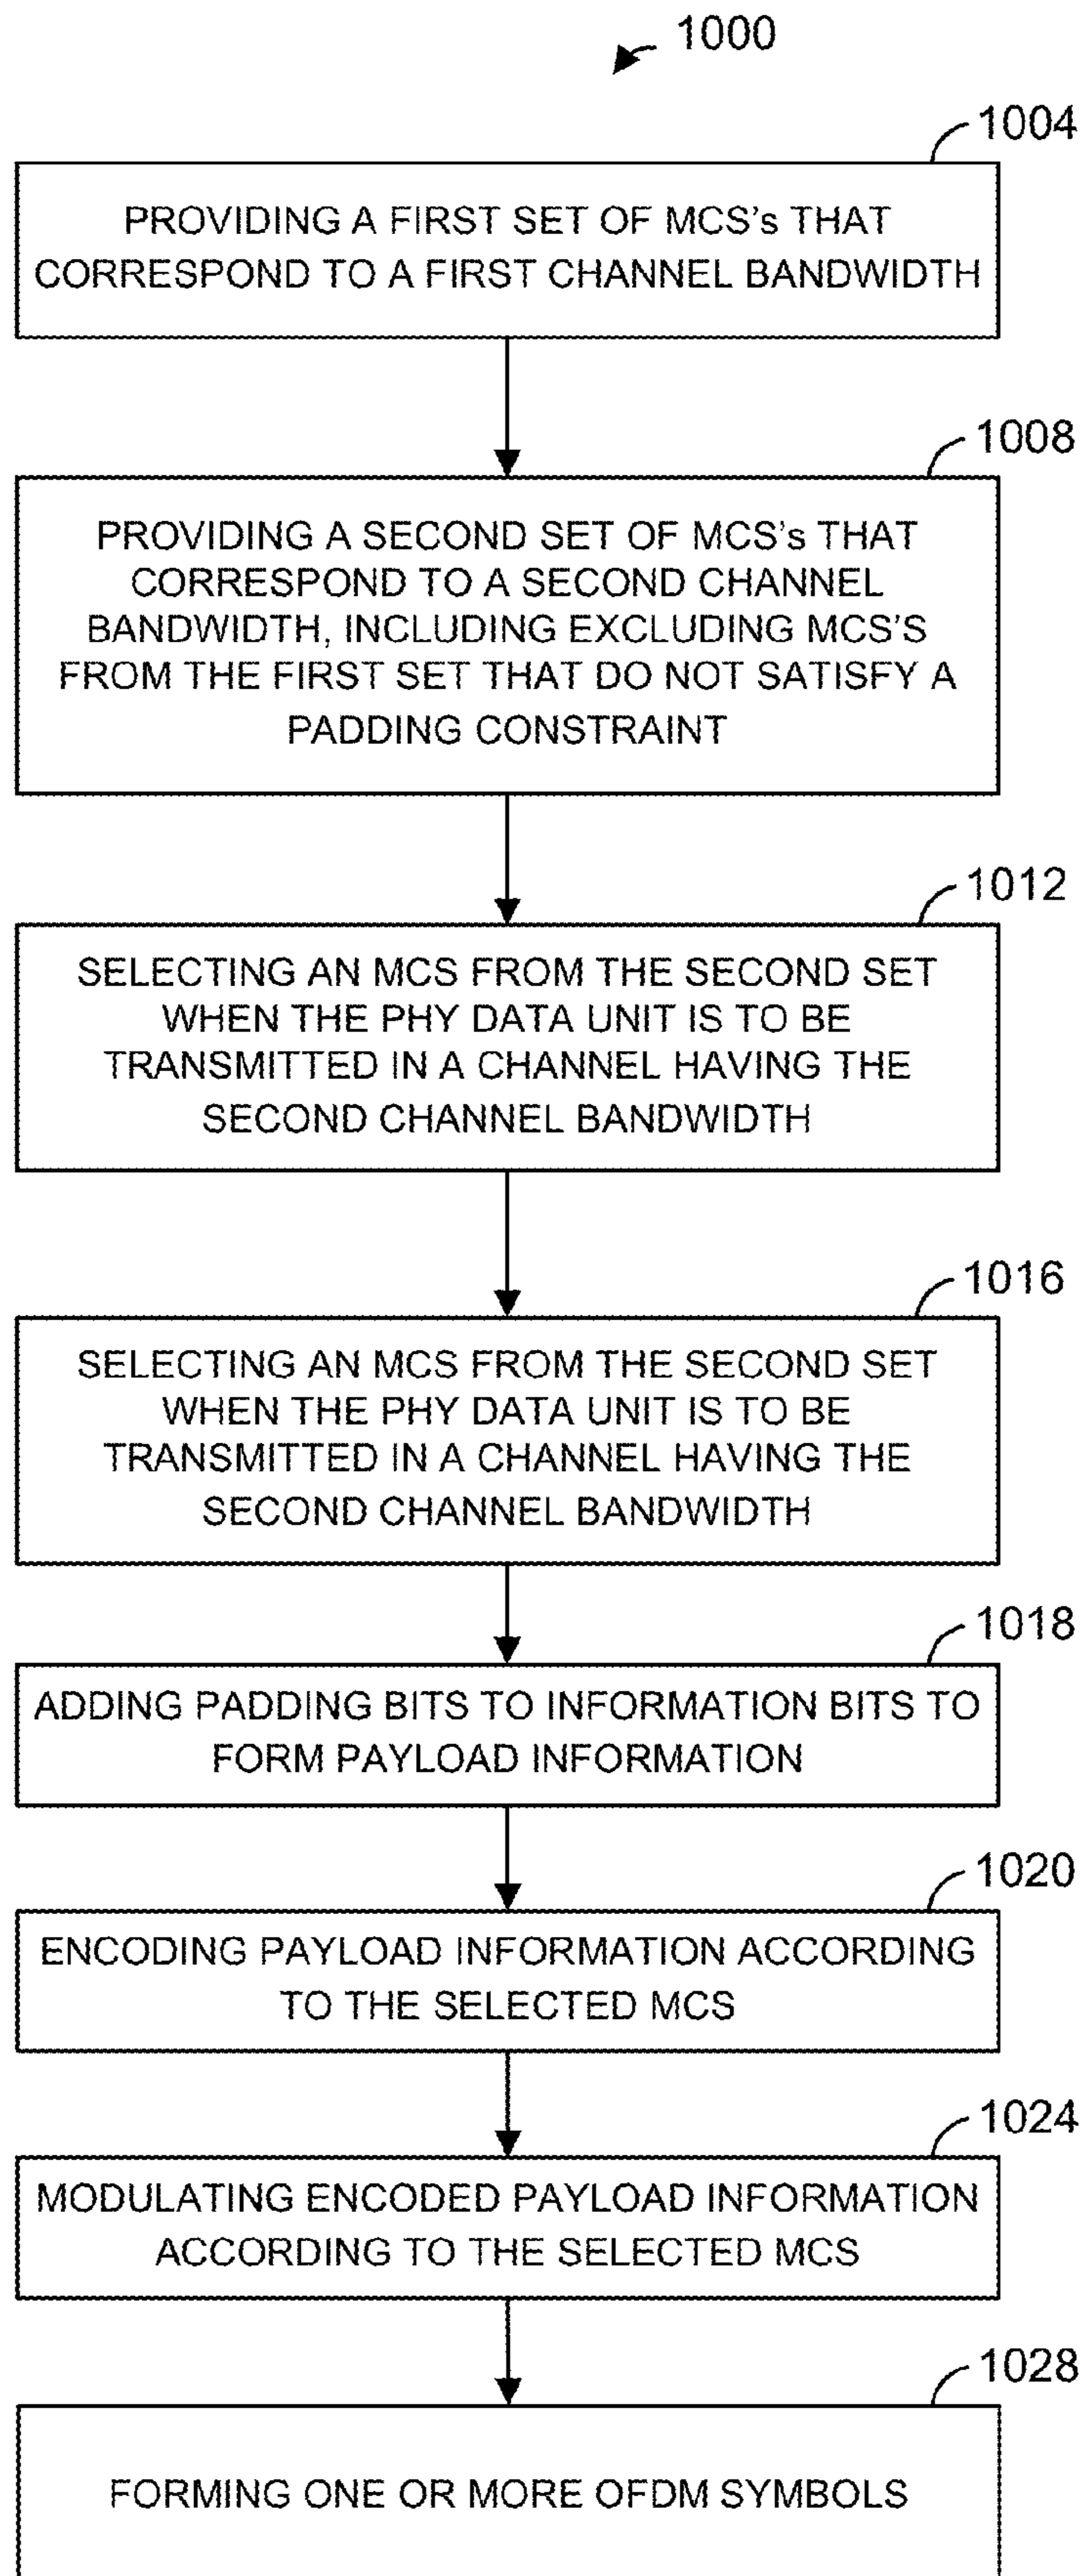 1000
1004
PROVIDING A FIRST SET OF MCS's THAT
CORRESPOND TO A FIRST CHANNEL BANDWIDTH
1008
PROVIDING A SECOND SET OF MCS's THAT
CORRESPOND TO A SECOND CHANNEL
BANDWIDTH, INCLUDING EXCLUDING MCS'S
FROM THE FIRST SET THAT DO NOT SATISFY A
PADDING CONSTRAINT
1012
SELECTING AN MCS FROM THE SECOND SET
WHEN THE PHY DATA UNIT IS TO BE
TRANSMITTED IN A CHANNEL HAVING THE
SECOND CHANNEL BANDWIDTH
1016
SELECTING AN MCS FROM THE SECOND SET
WHEN THE PHY DATA UNIT IS TO BE
TRANSMITTED IN A CHANNEL HAVING THE
SECOND CHANNEL BANDWIDTH
1018
ADDING PADDING BITS TO INFORMATION BITS TO
FORM PAYLOAD INFORMATION
1020
ENCODING PAYLOAD INFORMATION ACCORDING
TO THE SELECTED MCS
1024
MODULATING ENCODED PAYLOAD INFORMATION
ACCORDING TO THE SELECTED MCS
1028
FORMING ONE OR MORE OFDM SYMBOLS